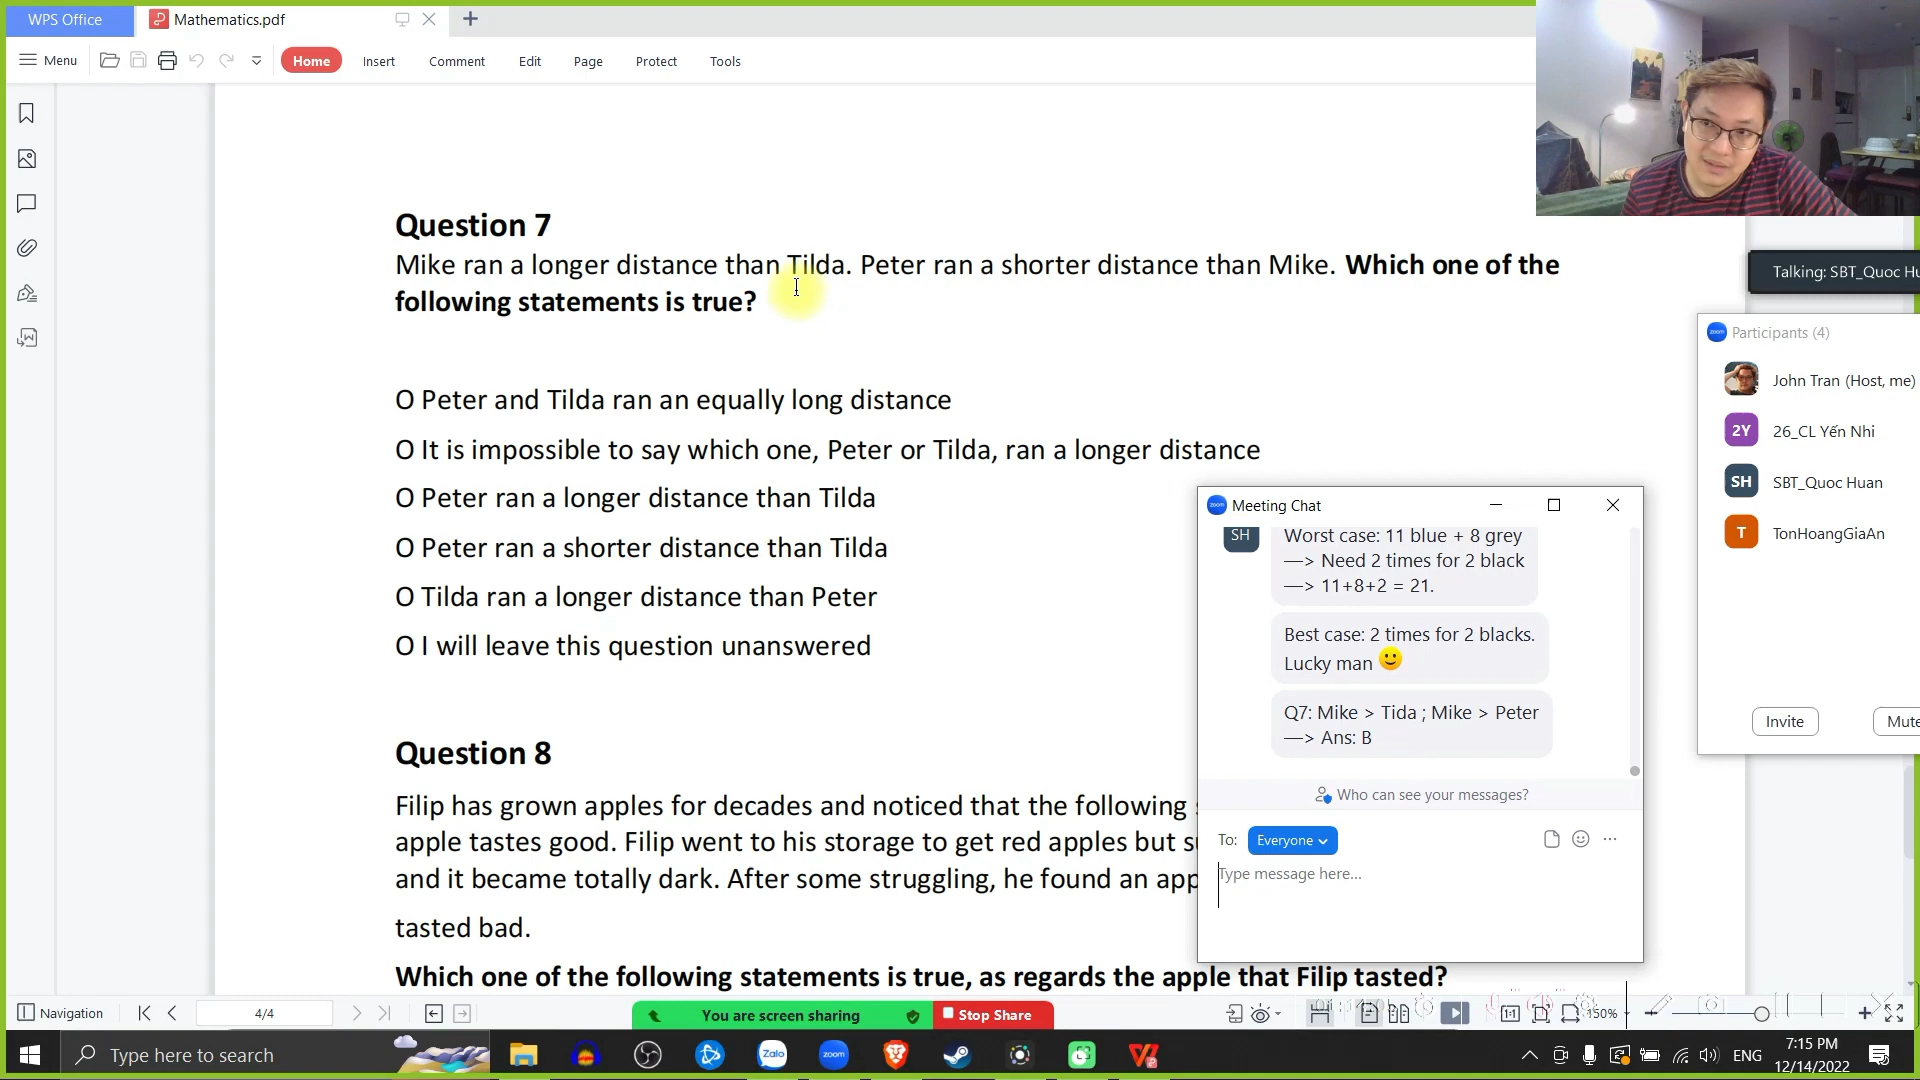 WPS Office
Mathematics.pdf
Menu
Home
Insert
Comment
Edit
Page
Protect
Tools
Question 7
Mike ran a longer distance than Tilda. Peter ran a shorter distance than Mike. Which one of the
following statements is true?
O Peter and Tilda ran an equally long distance
O It is impossible to say which one, Peter or Tilda, ran a longer distance
O Peter ran a longer distance than Tilda
O Peter ran a shorter distance than Tilda
O Tilda ran a longer distance than Peter
O I will leave this question unanswered
Question 8
Filip has grown apples for decades and noticed that the following
apple tastes good. Filip went to his storage to get red apples but
and it became totally dark. After some struggling, he found an
tasted bad.
Which one of the following statements is true, as regards the apple that Filip tasted?
Talking: SBT_Quoc
zoom
Participants (4)
John Tran (Host, me)
2Y
26_CL Yến Nhi
SH
SBT_Quoc Huan
T
TonHoangGiaAn
Invite
Mute
zoom
Meeting Chat
SH
Worst case: 11 blue + 8 grey
—> Need 2 times for 2 black
—> 11+8+2 = 21.
Best case: 2 times for 2 blacks.
Lucky man
Q7: Mike > Tida ; Mike > Peter
—> Ans: B
Who can see your messages?
To:
Everyone
Type message here...
Navigation
4/4
You are screen sharing
Stop Share
1:1
150%
Type here to search
Zalo
zoom
ENG
7:15 PM
12/14/2022